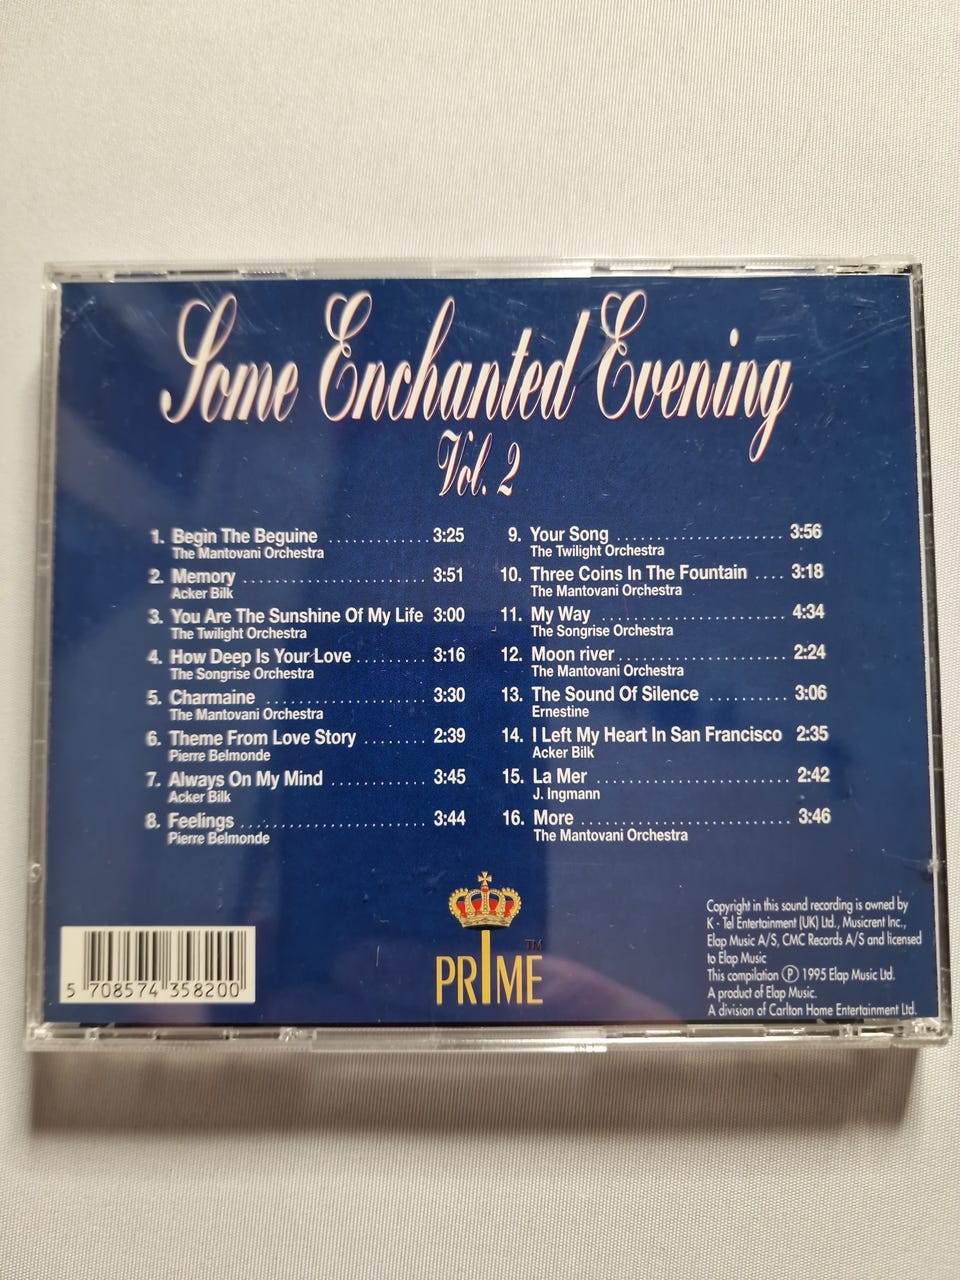 Some Enchanted Evening
Vol. 2
1. Begin The Beguine ............. 3:25
The Mantovani Orchestra
2. Memory ........................ 3:51
Acker Bilk
3. You Are The Sunshine Of My Life 3:00
The Twilight Orchestra
4. How Deep Is Your Love ......... 3:16
The Songrise Orchestra
5. Charmaine ..................... 3:30
The Mantovani Orchestra
6. Theme From Love Story ........ 2:39
Pierre Belmonde
7. Always On My Mind ............ 3:45
Acker Bilk
8. Feelings ........................ 3:44
Pierre Belmonde
9. Your Song ...................... 3:56
The Twilight Orchestra
10. Three Coins In The Fountain .... 3:18
The Mantovani Orchestra
11. My Way ........................ 4:34
The Songrise Orchestra
12. Moon river ...................... 2:24
The Mantovani Orchestra
13. The Sound Of Silence .......... 3:06
Ernestine
14. I Left My Heart In San Francisco 2:35
Acker Bilk
15. La Mer ......................... 2:42
J. Ingmann
16. More ........................... 3:46
The Mantovani Orchestra
PRIME TM
5 708574 358200
Copyright in this sound recording is owned by
K - Tel Entertainment (UK) Ltd., Musicrent Inc.,
Elap Music A/S, CMC Records A/S and licensed
to Elap Music
This compilation Ⓟ 1995 Elap Music Ltd.
A product of Elap Music.
A division of Carlton Home Entertainment Ltd.